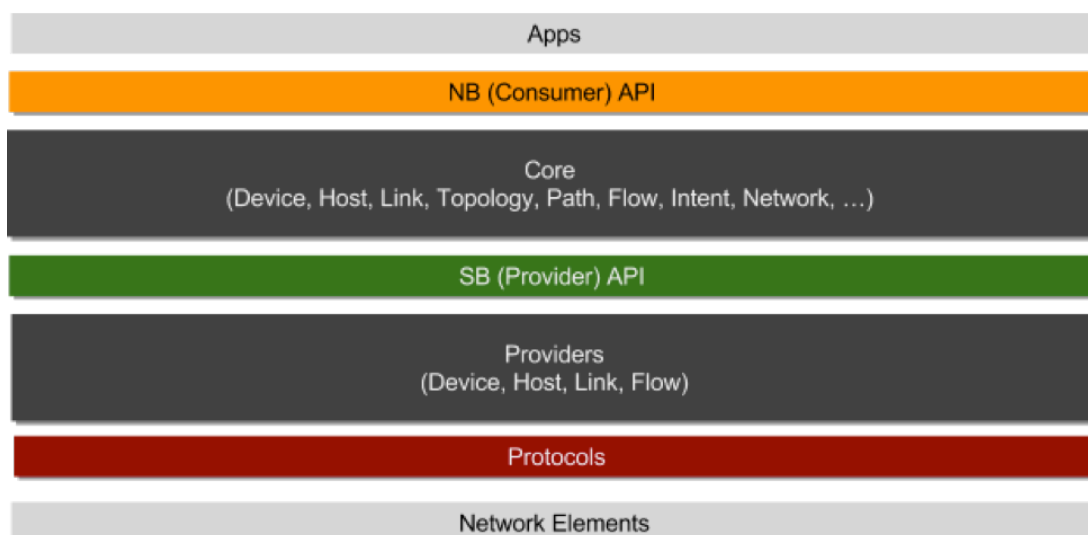 Apps
NB (Consumer) API
Core
(Device, Host, Link, Topology, Path, Flow, Intent, Network, …)
SB (Provider) API
Providers
(Device, Host, Link, Flow)
Protocols
Network Elements